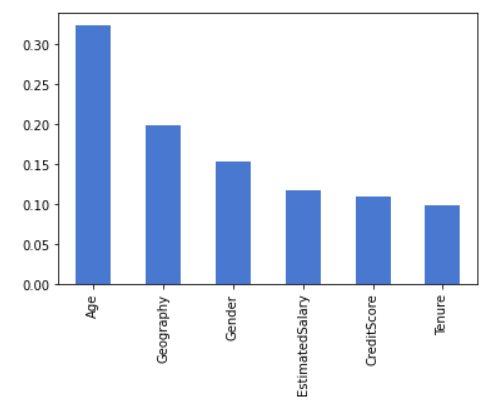 0.30
0.25
0.20
0.15
0.10
0.05
0.00
Age
Geography
Gender
EstimatedSalary
CreditScore
Tenure